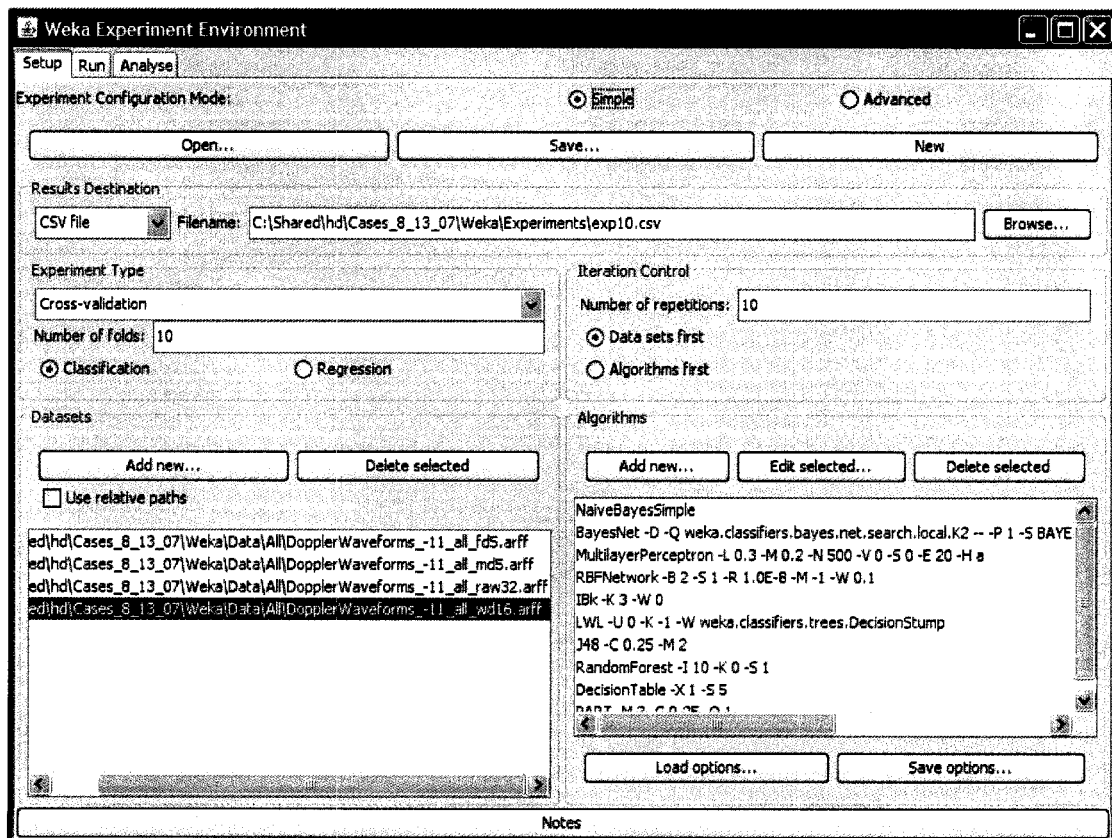 Weka Experiment Environment
Setup Run Analyse
Experiment Configuration Mode: Simple Advanced
Open... Save... New
Results Destination
CSV file Filename: C:\Shared\hd\Cases_8_13_07\Weka\Experiments\exp10.csv Browse...
Experiment Type
Cross-validation
Number of folds: 10
Classification Regression
Iteration Control
Number of repetitions: 10
Data sets first
Algorithms first
Datasets
Add new... Delete selected
Use relative paths
ed\hd\Cases_8_13_07\Weka\Data\All\DopplerWaveforms_-11_all_fd5.arff
ed\hd\Cases_8_13_07\Weka\Data\All\DopplerWaveforms_-11_all_md5.arff
ed\hd\Cases_8_13_07\Weka\Data\All\DopplerWaveforms_-11_all_raw32.arff
ed\hd\Cases_8_13_07\Weka\Data\All\DopplerWaveforms_-11_all_wd16.arff
Algorithms
Add new... Edit selected... Delete selected
NaiveBayesSimple
BayesNet -D -Q weka.classifiers.bayes.net.search.local.K2 -- -P 1 -S BAYE
MultilayerPerceptron -L 0.3 -M 0.2 -N 500 -V 0 -S 0 -E 20 -H a
RBFNetwork -B 2 -S 1 -R 1.0E-8 -M -1 -W 0.1
IBk -K 3 -W 0
LWL -U 0 -K -1 -W weka.classifiers.trees.DecisionStump
J48 -C 0.25 -M 2
RandomForest -I 10 -K 0 -S 1
DecisionTable -X 1 -S 5
PART -M 2 -C 0.25 -Q 1
Load options... Save options...
Notes